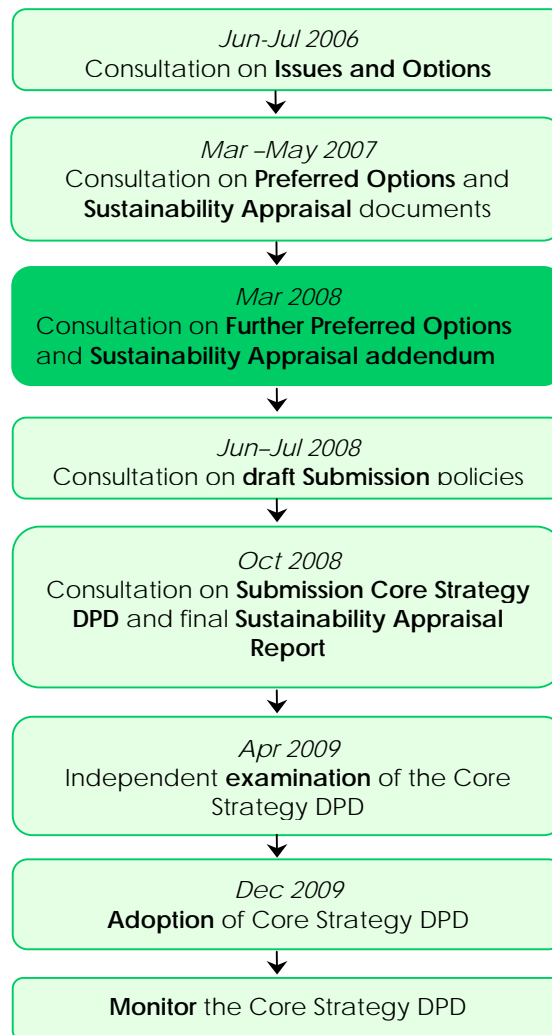 Jun-Jul 2006
Consultation on Issues and Options
Mar –May 2007
Consultation on Preferred Options and
Sustainability Appraisal documents
Mar 2008
Consultation on Further Preferred Options
and Sustainability Appraisal addendum
Jun–Jul 2008
Consultation on draft Submission policies
Oct 2008
Consultation on Submission Core Strategy
DPD and final Sustainability Appraisal
Report
Apr 2009
Independent examination of the Core
Strategy DPD
Dec 2009
Adoption of Core Strategy DPD
Monitor the Core Strategy DPD